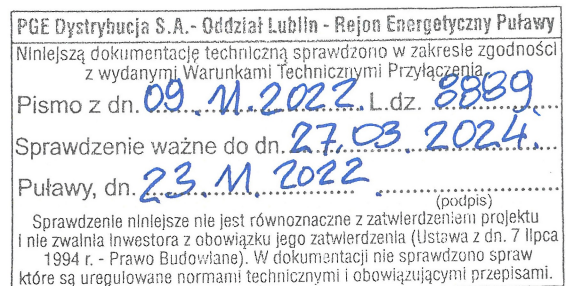 PGE Dystrybucja S.A.- Oddział Lublin - Rejon Energetyczny Puławy
Niniejszą dokumentację techniczną sprawdzono w zakresie zgodności
z wydanymi Warunkami Technicznymi Przyłączenia.
Pismo z dn. 09.11.2022. L.dz. 8889
Sprawdzenie ważne do dn. 27.03.2024.
Puławy, dn. 23.11.2022
(podpis)
Sprawdzenie niniejsze nie jest równoznaczne z zatwierdzeniem projektu
i nie zwalnia inwestora z obowiązku jego zatwierdzenia (Ustawa z dn. 7 lipca
1994 r. - Prawo Budowlane). W dokumentacji nie sprawdzono spraw
które są uregulowane normami technicznymi i obowiązującymi przepisami.